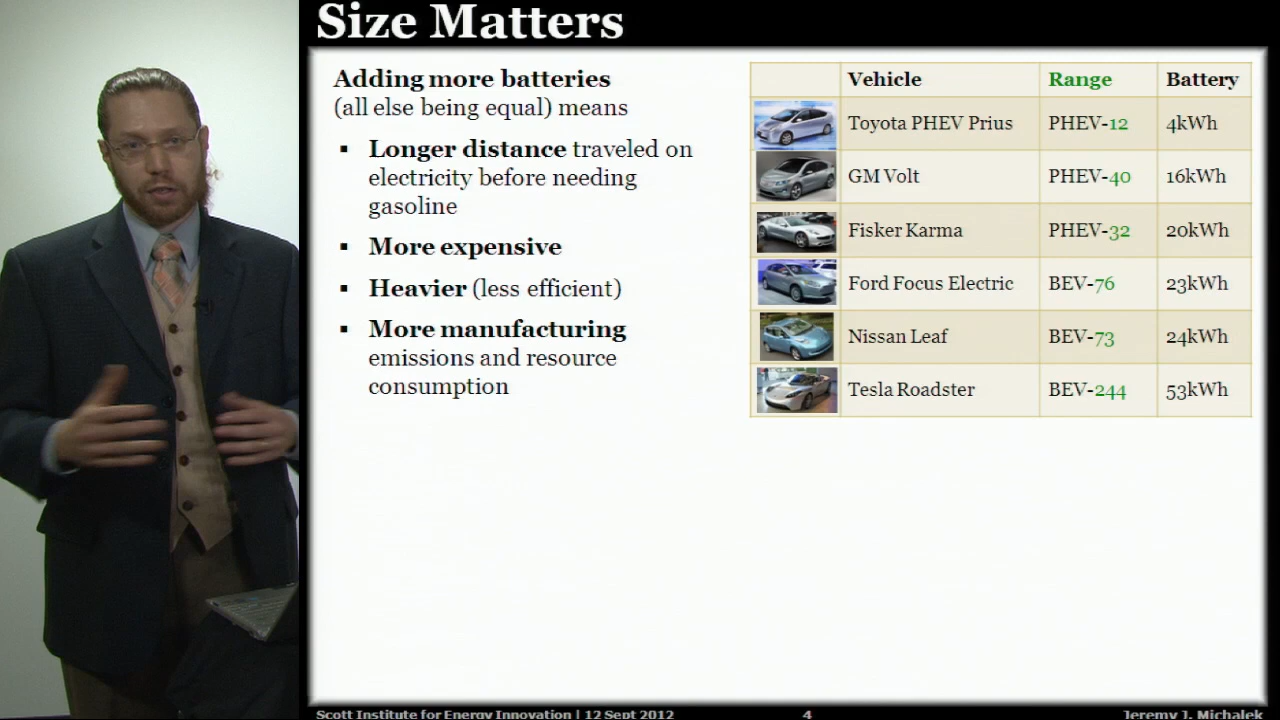 Size Matters
Adding more batteries
(all else being equal) means
▪ Longer distance traveled on
electricity before needing
gasoline
▪ More expensive
▪ Heavier (less efficient)
▪ More manufacturing
emissions and resource
consumption
Vehicle Range Battery
Toyota PHEV Prius PHEV-12 4kWh
GM Volt PHEV-40 16kWh
Fisker Karma PHEV-32 20kWh
Ford Focus Electric BEV-76 23kWh
Nissan Leaf BEV-73 24kWh
Tesla Roadster BEV-244 53kWh
Scott Institute for Energy Innovation | 12 Sept 2012 4 Jeremy J. Michalek